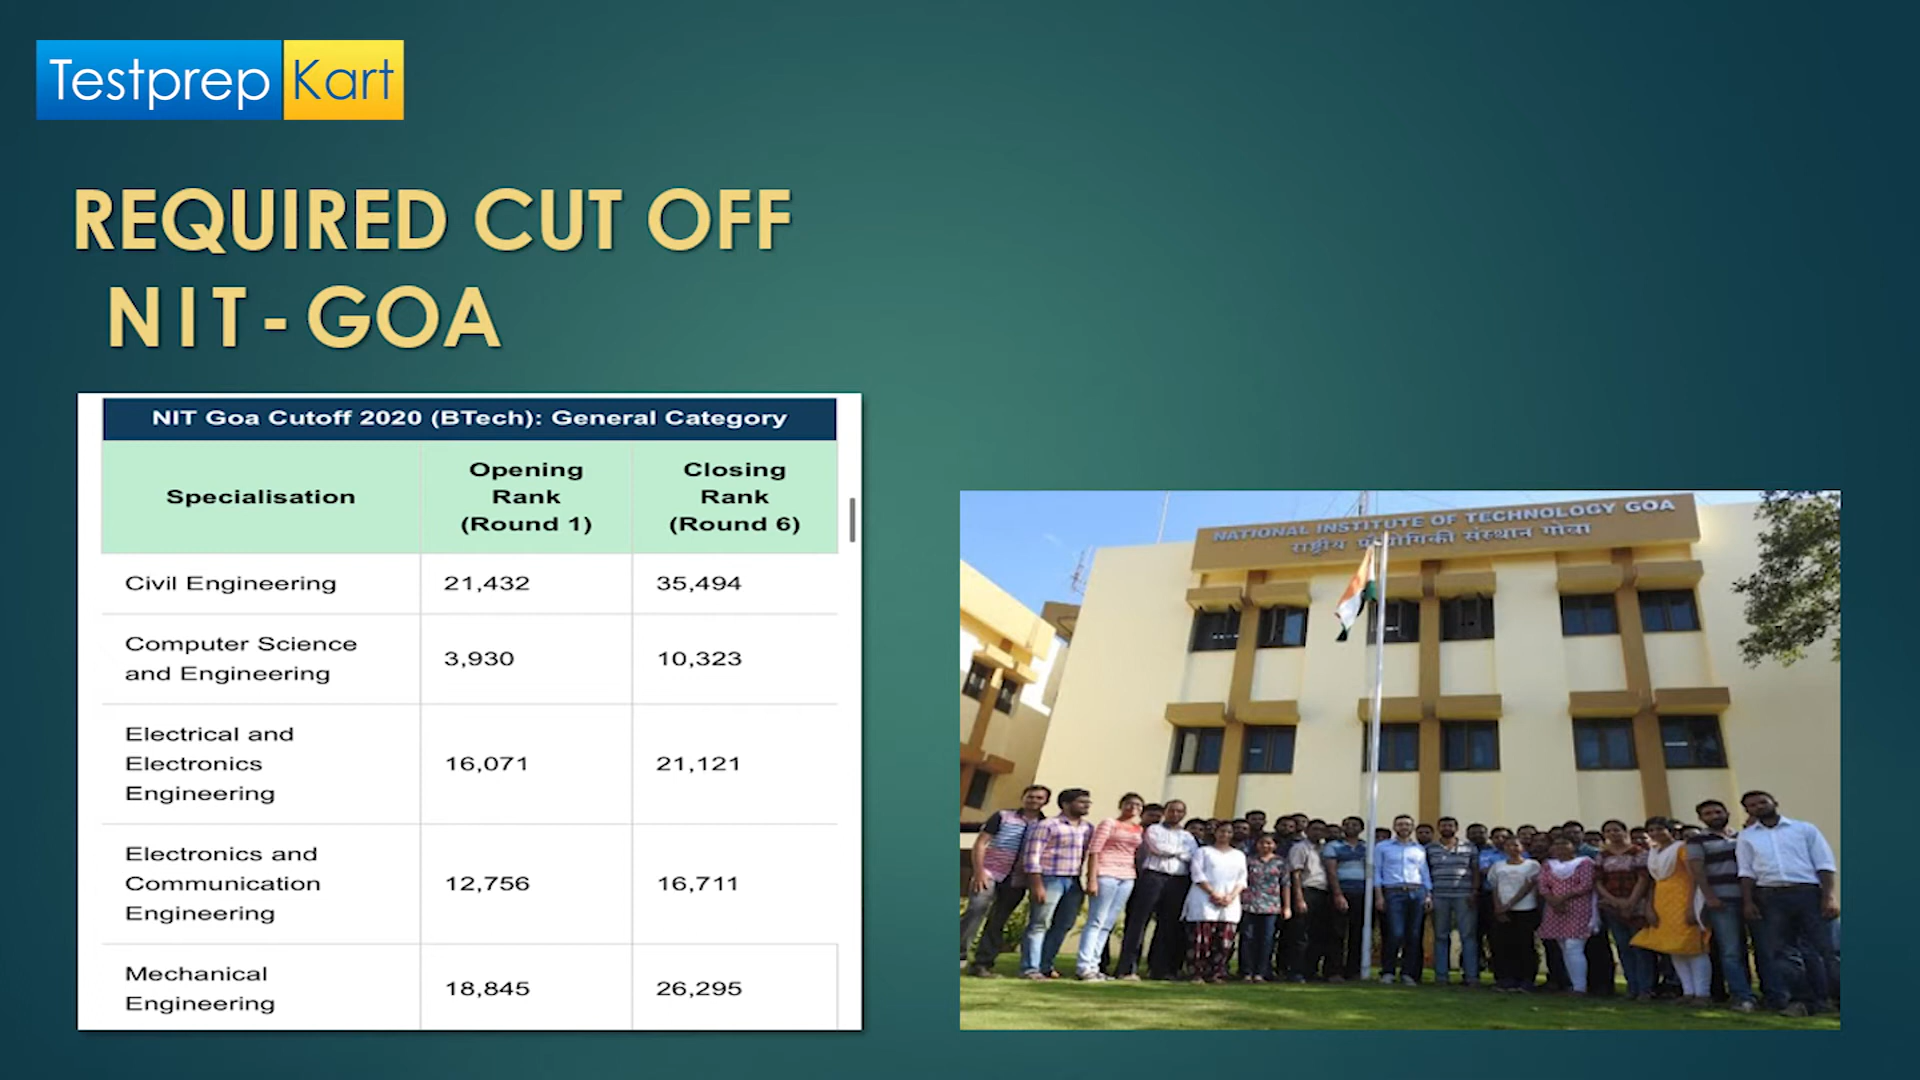 Testprep Kart
REQUIRED CUT OFF
NIT-GOA
NIT Goa Cutoff 2020 (BTech): General Category
Specialisation
Opening
Rank
(Round 1)
Closing
Rank
(Round 6)
Civil Engineering
21,432
35,494
Computer Science
and Engineering
3,930
10,323
Electrical and
Electronics
Engineering
16,071
21,121
Electronics and
Communication
Engineering
12,756
16,711
Mechanical
Engineering
18,845
26,295
NATIONAL INSTITUTE OF TECHNOLOGY GOA
राष्ट्रीय प्रौद्योगिकी संस्थान गोवा